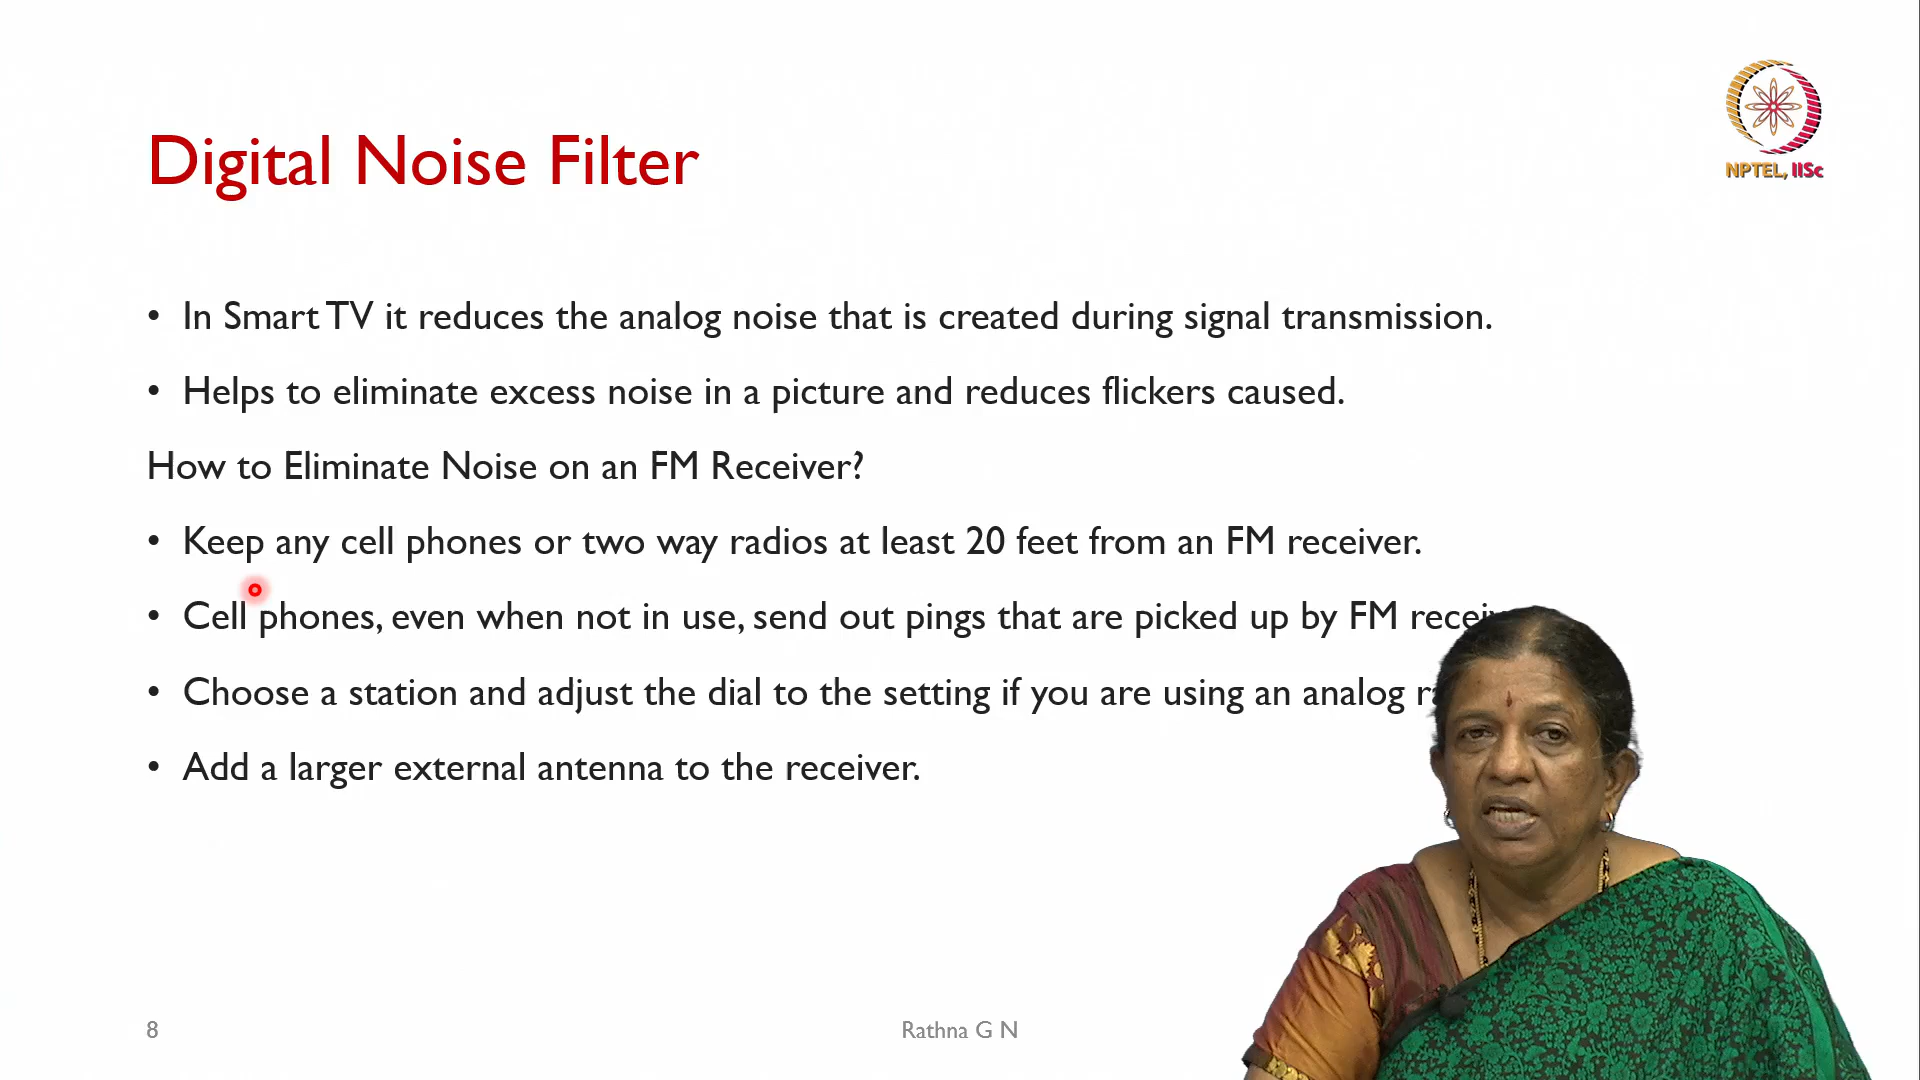 NPTEL, IISc
Digital Noise Filter
• In Smart TV it reduces the analog noise that is created during signal transmission.
• Helps to eliminate excess noise in a picture and reduces flickers caused.
How to Eliminate Noise on an FM Receiver?
• Keep any cell phones or two way radios at least 20 feet from an FM receiver.
• Cell phones, even when not in use, send out pings that are picked up by FM
• Choose a station and adjust the dial to the setting if you are using an analog
• Add a larger external antenna to the receiver.
8
Rathna G N